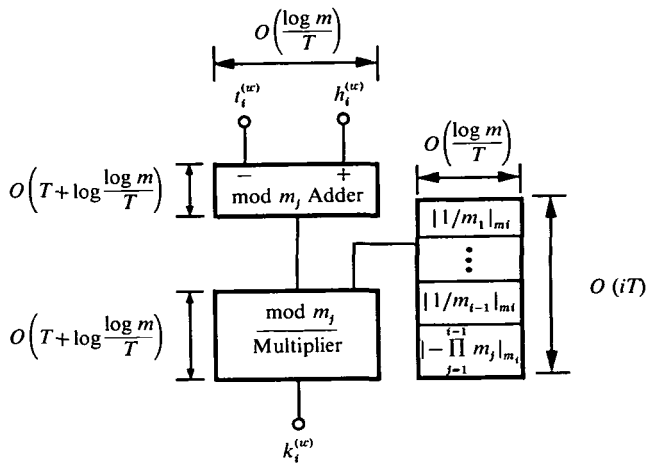 O(log m / T)
t_i^(w) h_i^(w)
O(log m / T)
O(T + log log m / T)
− +
mod m_j Adder
|1/m_1|_mi
⋮
O (iT)
|1/m_{i-1}|_mi
O(T + log log m / T)
mod m_j
Multiplier
|−∏_{j=1}^{i-1} m_j|_{m_i}
k_i^(w)